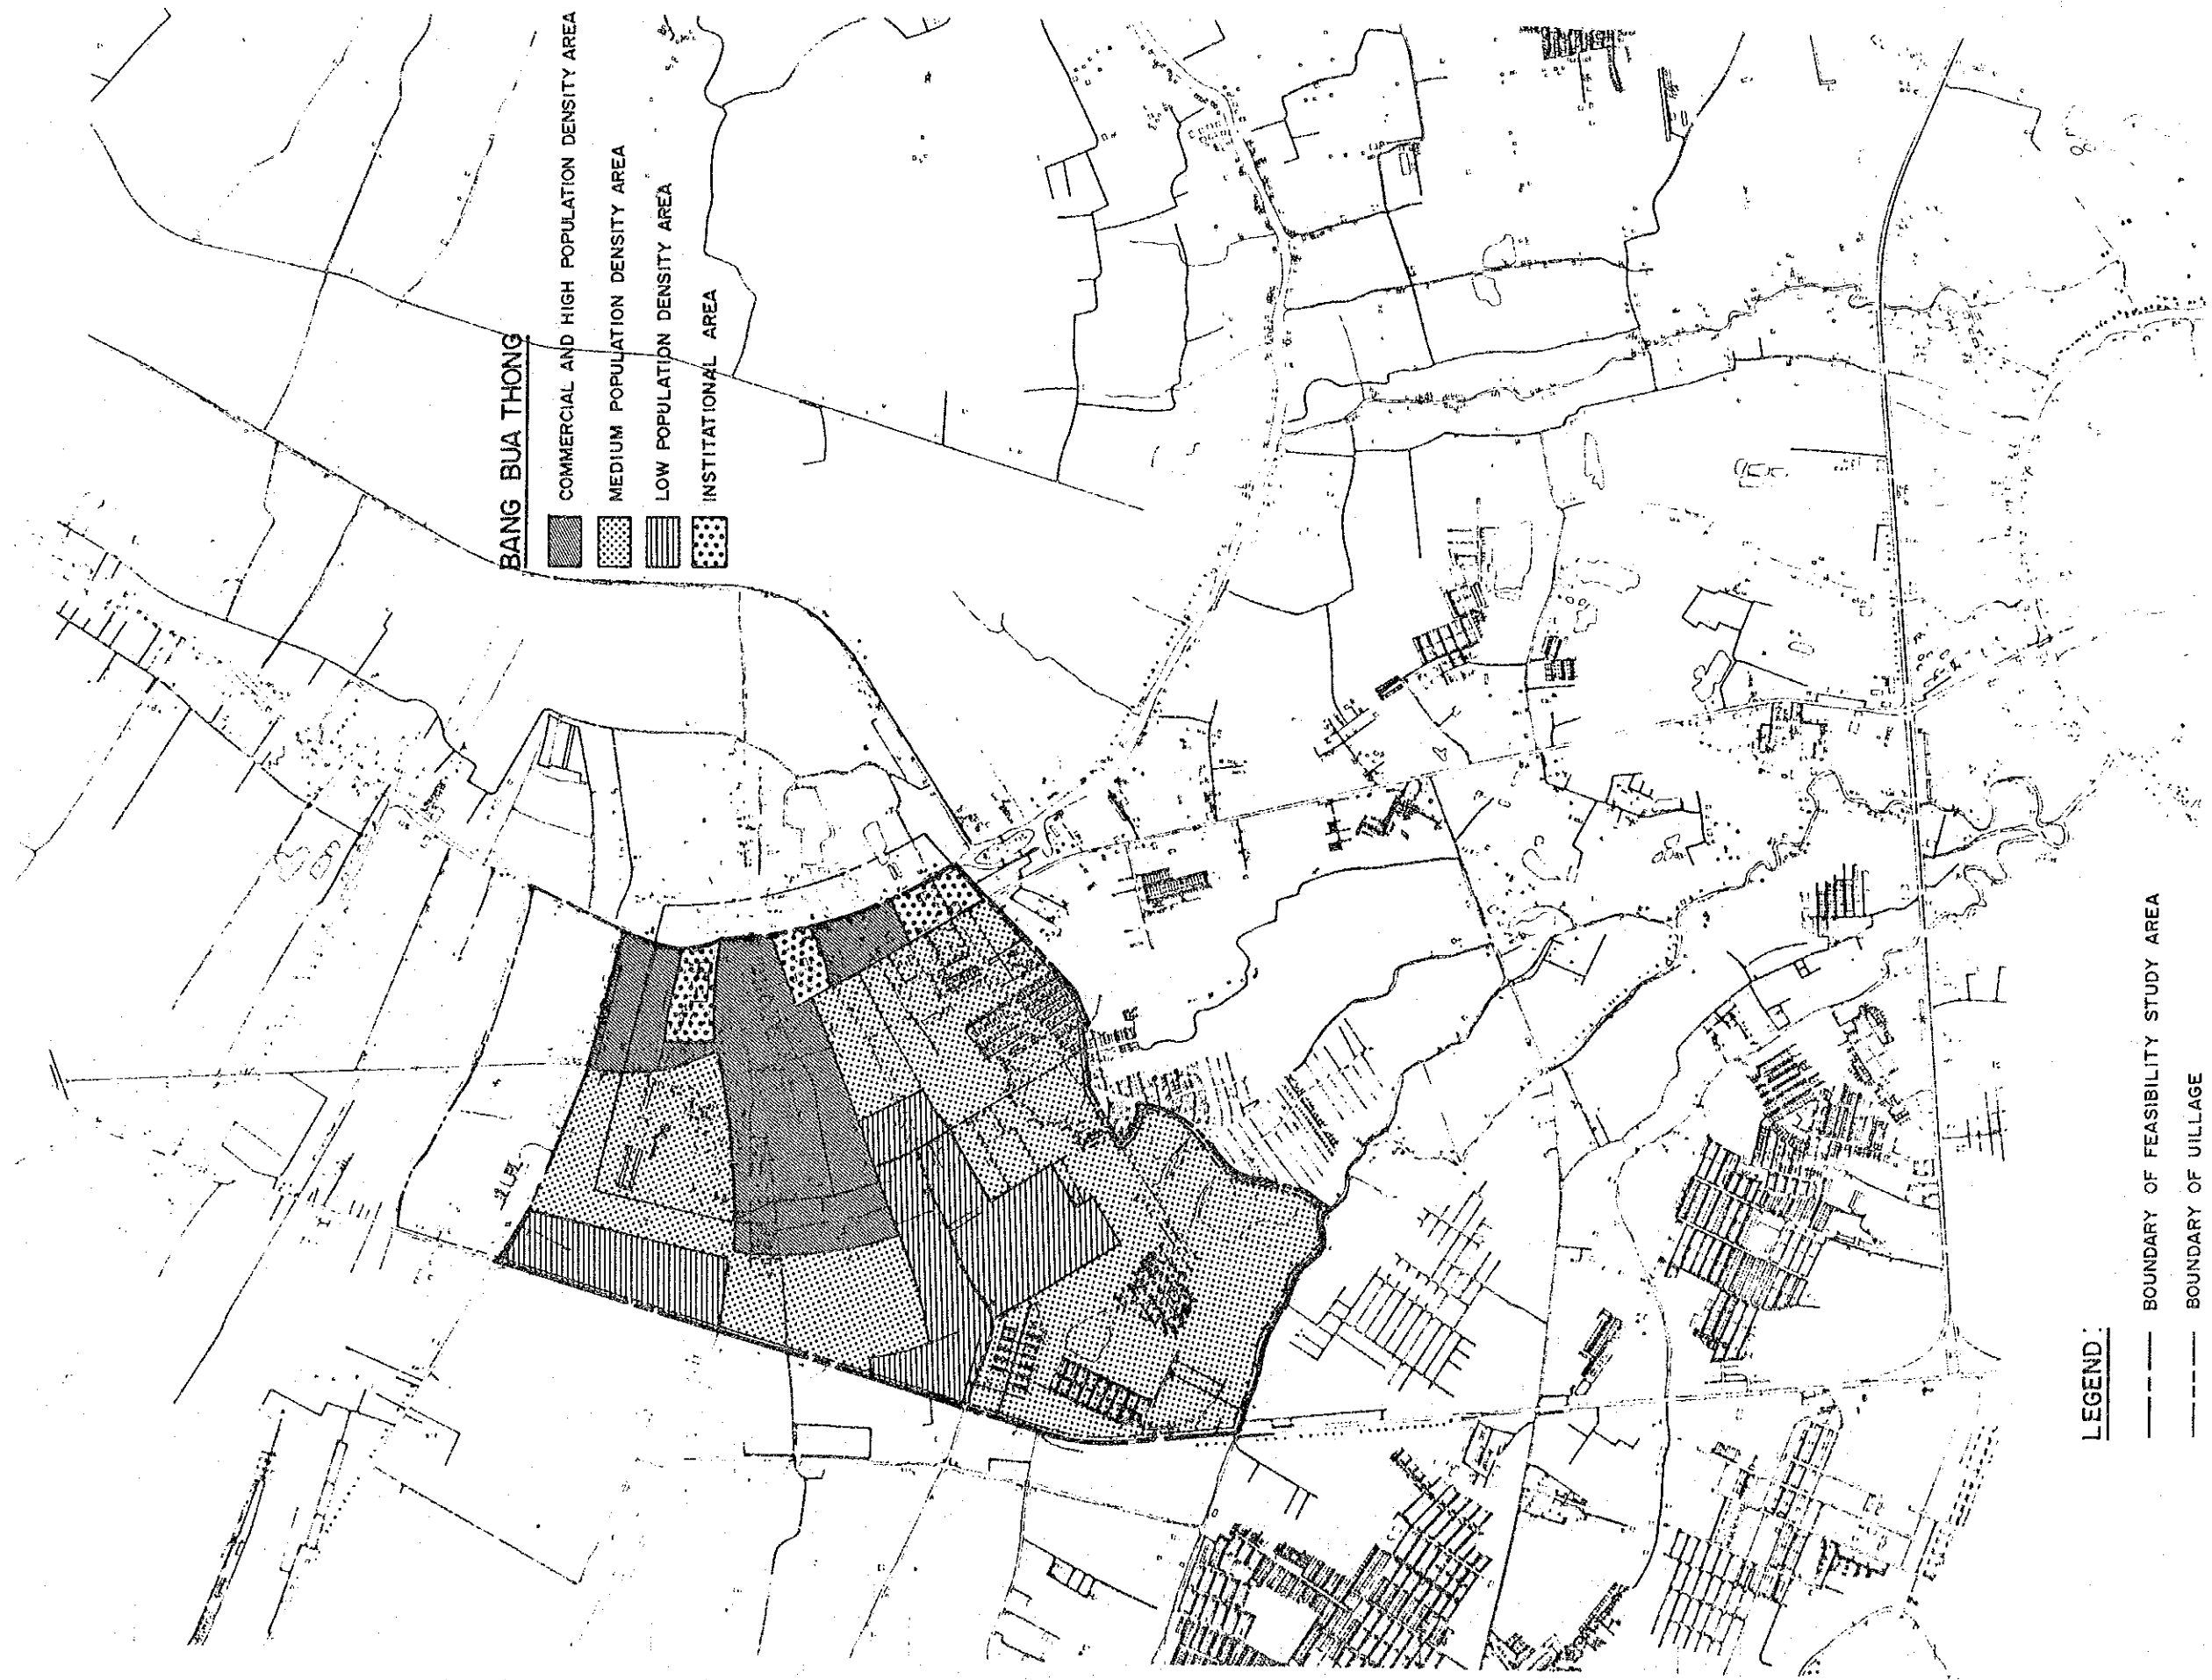 BANG BUA THONG
COMMERCIAL AND HIGH POPULATION DENSITY AREA
MEDIUM POPULATION DENSITY AREA
LOW POPULATION DENSITY AREA
INSTITATIONAL AREA
LEGEND:
BOUNDARY OF FEASIBILITY STUDY AREA
BOUNDARY OF UILLAGE